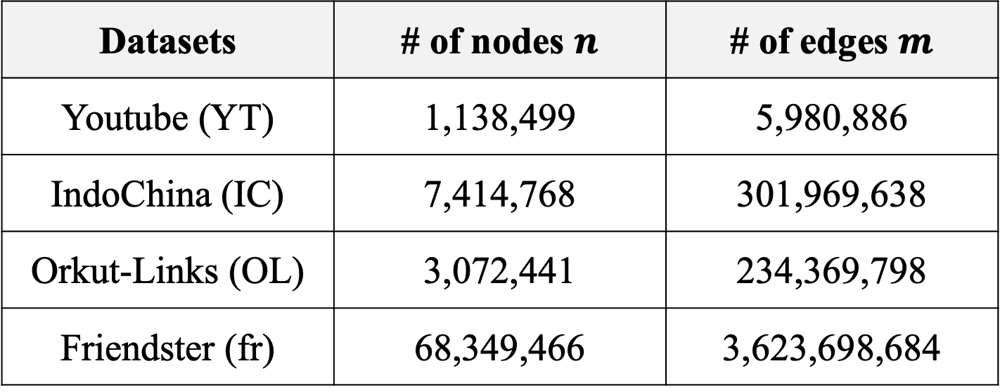 Datasets # of nodes n # of edges m
Youtube (YT) 1,138,499 5,980,886
IndoChina (IC) 7,414,768 301,969,638
Orkut-Links (OL) 3,072,441 234,369,798
Friendster (fr) 68,349,466 3,623,698,684